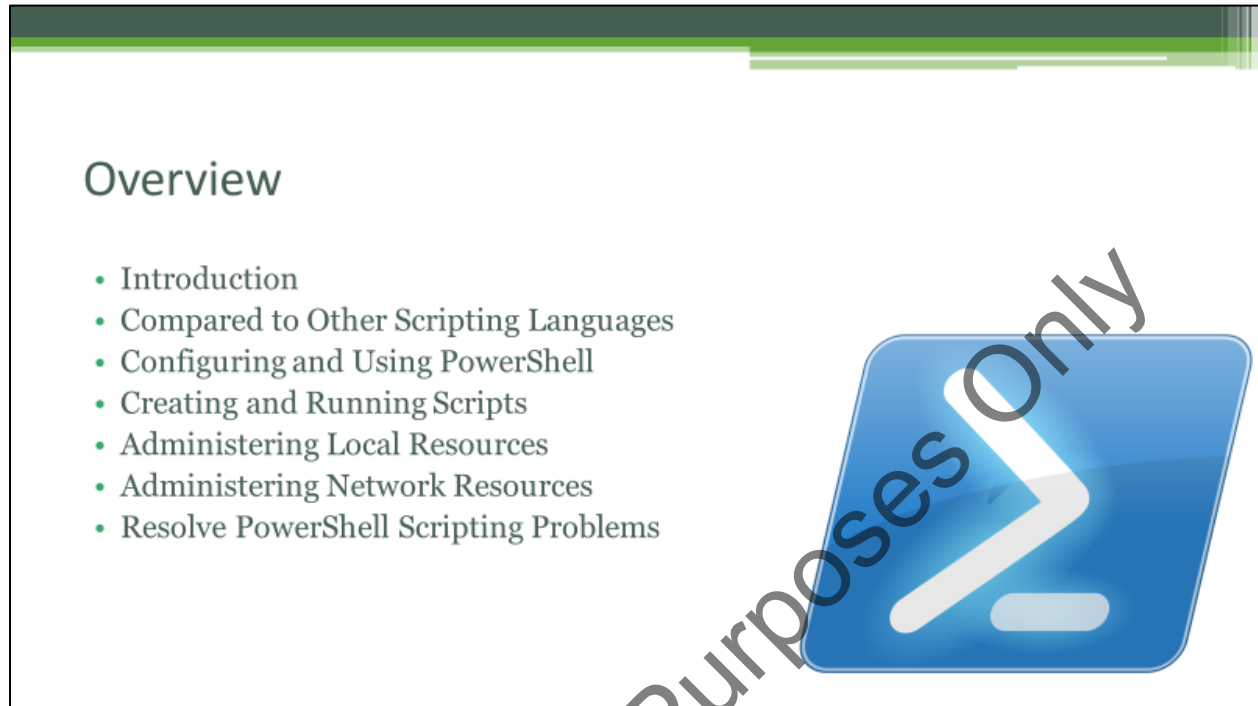 Overview
• Introduction
• Compared to Other Scripting Languages
• Configuring and Using PowerShell
• Creating and Running Scripts
• Administering Local Resources
• Administering Network Resources
• Resolve PowerShell Scripting Problems
Purposes Only